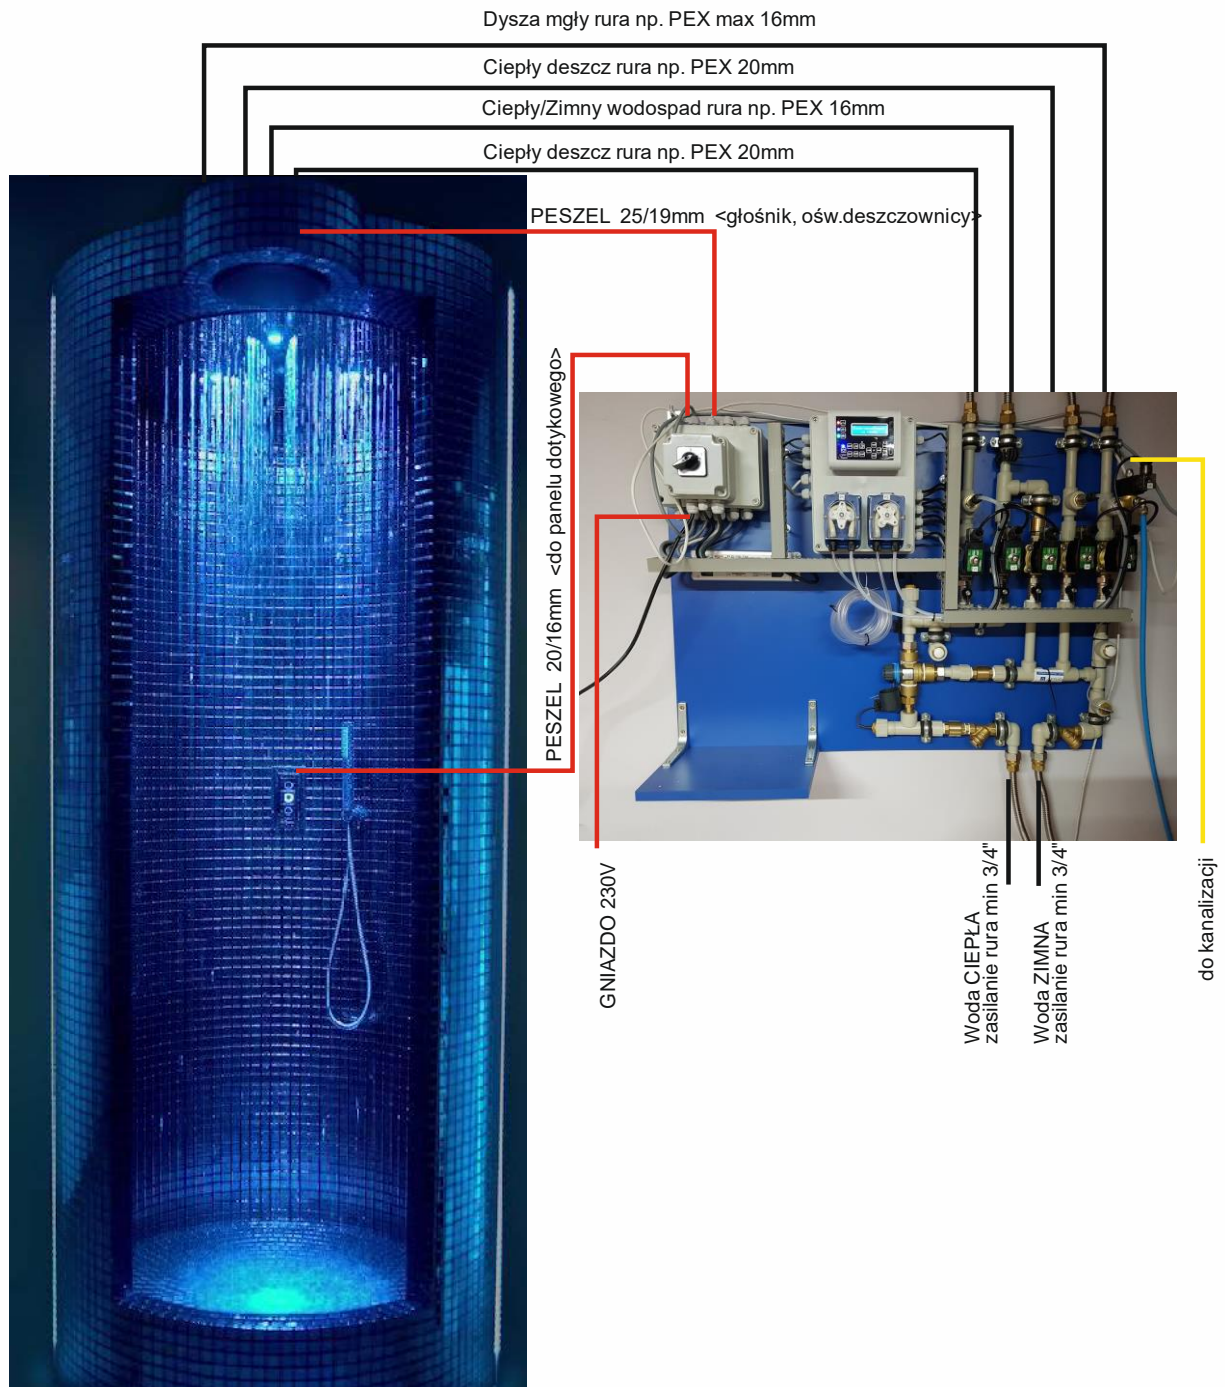 Dysza mgły rura np. PEX max 16mm
Ciepły deszcz rura np. PEX 20mm
Ciepły/Zimny wodospad rura np. PEX 16mm
Ciepły deszcz rura np. PEX 20mm
PESZEL 25/19mm <głośnik, ośw.deszczownicy>
PESZEL 20/16mm <do panelu dotykowego>
GNIAZDO 230V
Woda CIEPŁA
zasilanie rura min 3/4"
Woda ZIMNA
zasilanie rura min 3/4"
do kanalizacji